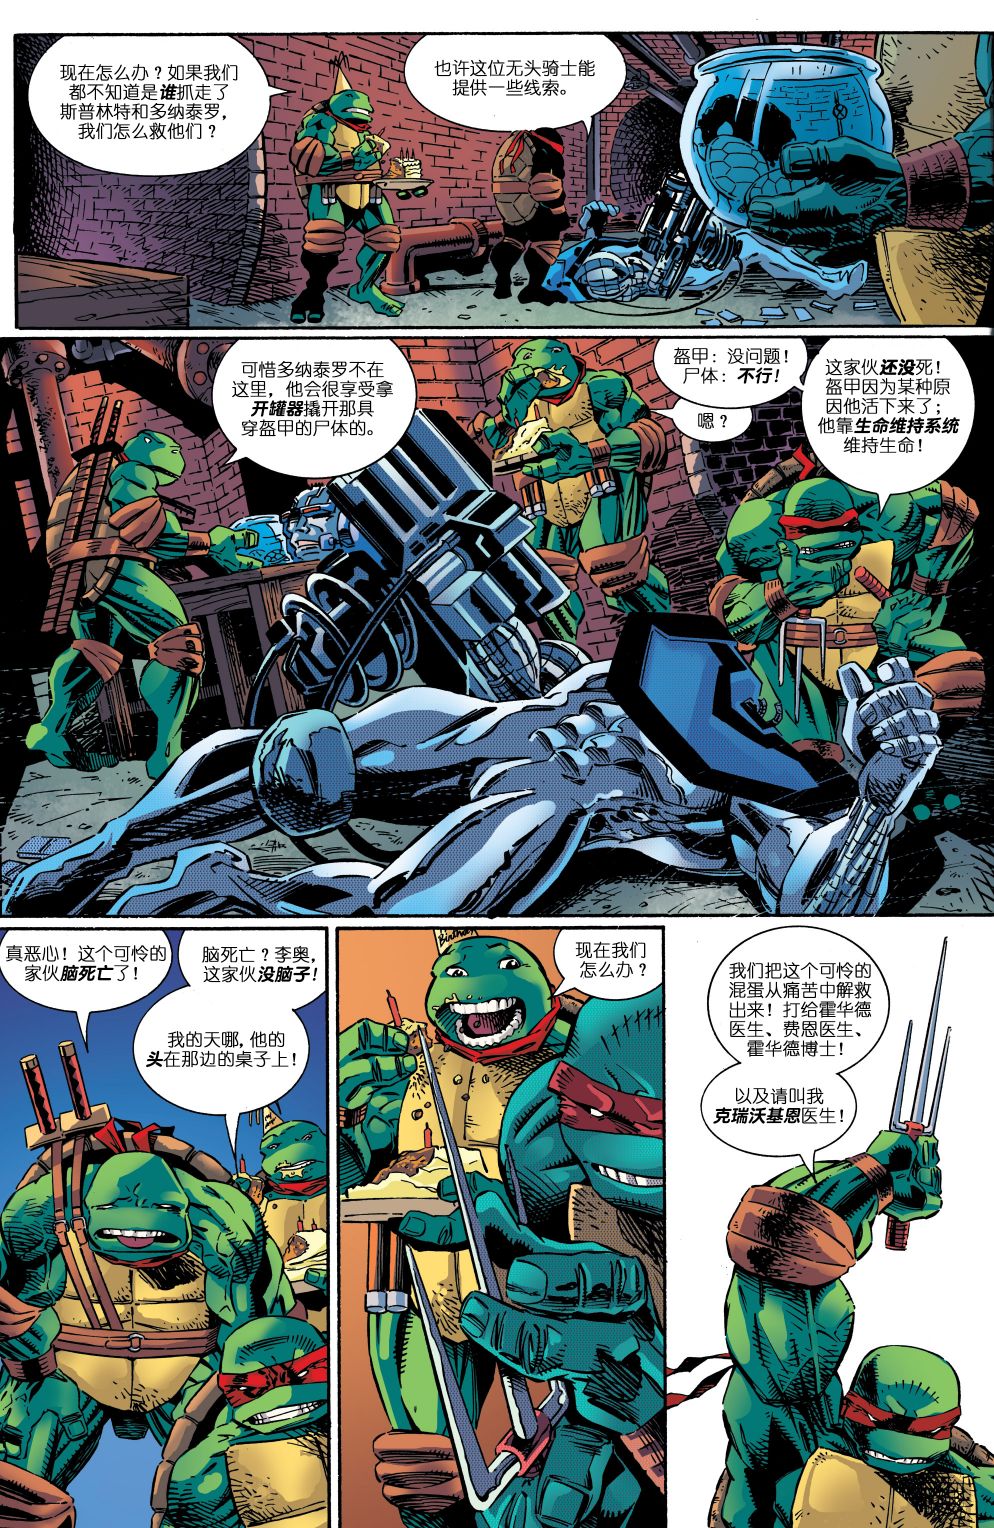 现在怎么办？如果我们
都不知道是谁抓走了
斯普林特和多纳泰罗，
我们怎么救他们？
也许这位无头骑士能
提供一些线索。
可惜多纳泰罗不在
这里，他会很享受拿
开罐器撬开那具
穿盔甲的尸体的。
盔甲：没问题！
尸体：不行！
嗯？
这家伙还没死！
盔甲因为某种原
因他活下来了；
他靠生命维持系统
维持生命！
真恶心！这个可怜的
家伙脑死亡了！
脑死亡？李奥，
这家伙没脑子！
我的天哪，他的
头在那边的桌子上！
Birthday
现在我们
怎么办？
我们把这个可怜的
混蛋从痛苦中解救
出来！打给霍华德
医生、费恩医生、
霍华德博士！
以及请叫我
克瑞沃基恩医生！